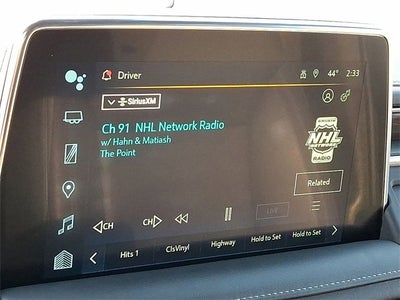 Driver 44° 2:33
SiriusXM
Ch 91 NHL Network Radio
w/ Hahn & Matiash
The Point
NHL
NETWORK
RADIO
Related
CH CH LIVE
Hits 1 ClsVinyl Highway Hold to Set Hold to Set